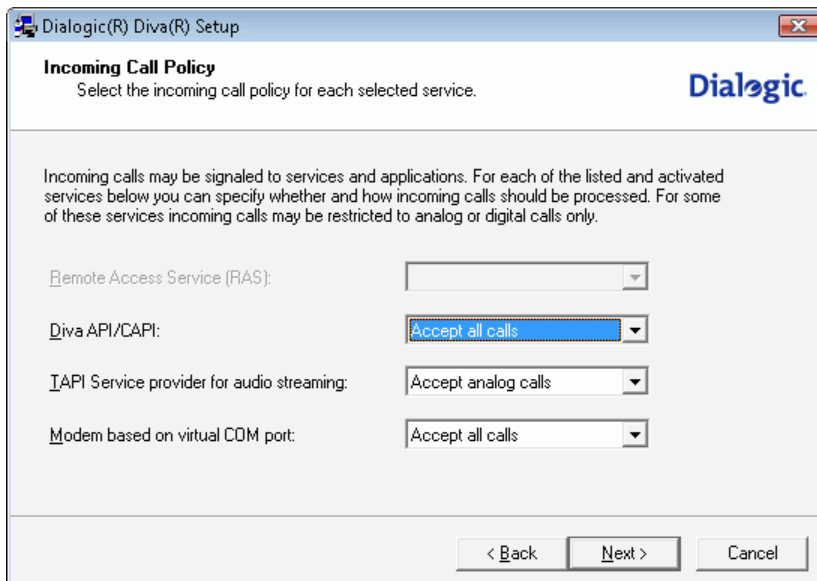 Dialogic(R) Diva(R) Setup
Incoming Call Policy
Select the incoming call policy for each selected service.
Dialogic
Incoming calls may be signaled to services and applications. For each of the listed and activated
services below you can specify whether and how incoming calls should be processed. For some
of these services incoming calls may be restricted to analog or digital calls only.
Remote Access Service (RAS):
Diva API/CAPI:
Accept all calls
TAPI Service provider for audio streaming:
Accept analog calls
Modem based on virtual COM port:
Accept all calls
< Back
Next >
Cancel